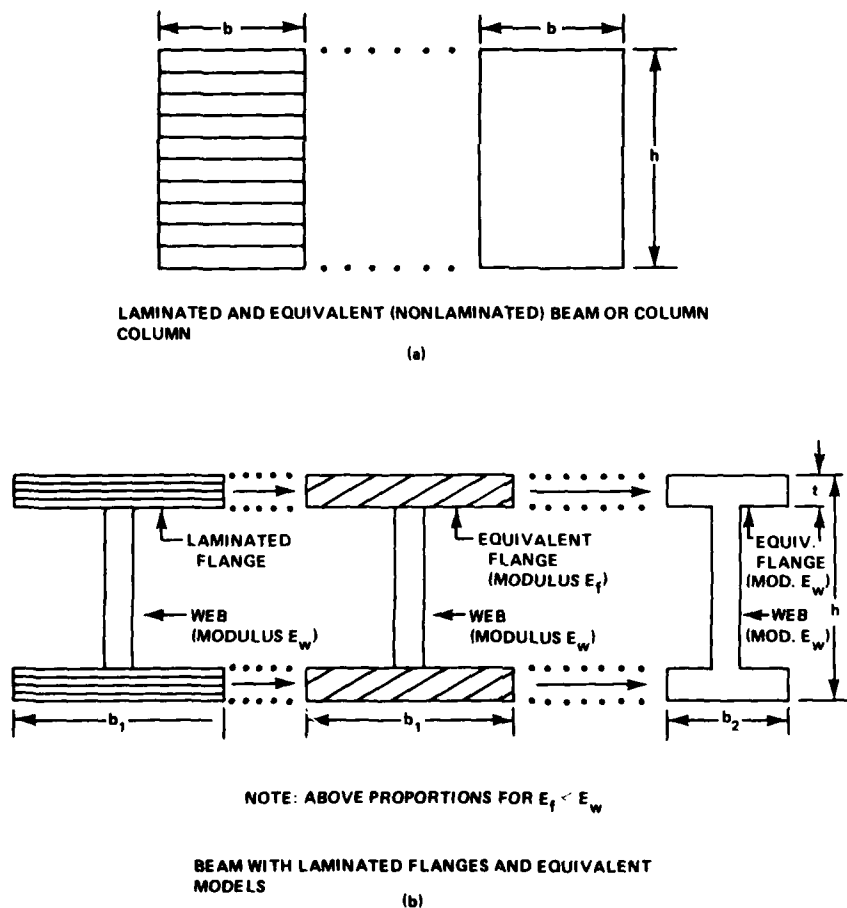 b
b
h
LAMINATED AND EQUIVALENT (NONLAMINATED) BEAM OR COLUMN
COLUMN
(a)
LAMINATED
FLANGE
EQUIVALENT
FLANGE
(MODULUS E_f)
EQUIV.
FLANGE
(MOD. E_w)
t
h
WEB
(MODULUS E_w)
WEB
(MODULUS E_w)
WEB
(MOD. E_w)
b_1
b_1
b_2
NOTE: ABOVE PROPORTIONS FOR E_f < E_w
BEAM WITH LAMINATED FLANGES AND EQUIVALENT
MODELS
(b)